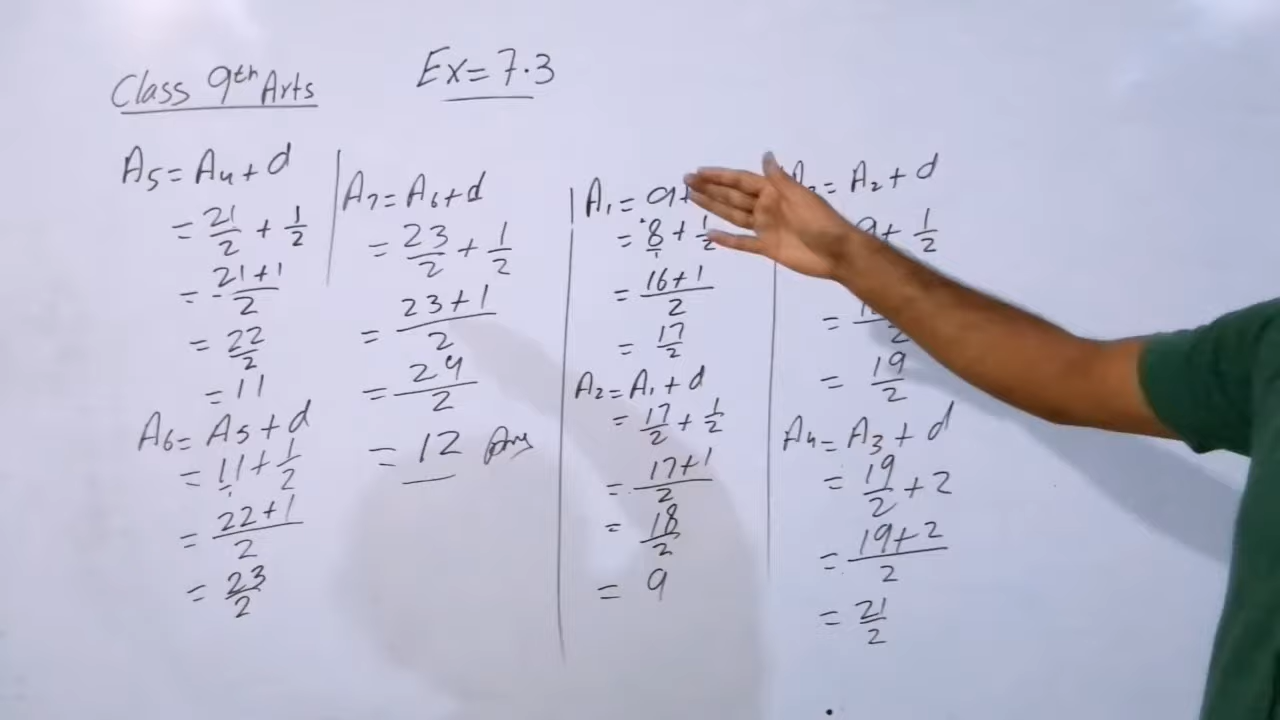 Class 9th Arts
Ex = 7.3
A5 = A4 + d
= 21/2 + 1/2
= 21+1/2
= 22/2
= 11
A6 = A5 + d
= 11 + 1/2
= 22+1/2
= 23/2
A7 = A6 + d
= 23/2 + 1/2
= 23+1/2
= 24/2
= 12 Ans
A1 = a +
= 8 + 1/2
= 16+1/2
= 17/2
A2 = A1 + d
= 17/2 + 1/2
= 17+1/2
= 18/2
= 9
= A2 + d
9 + 1/2
=
= 19/2
A4 = A3 + d
= 19/2 + 2
= 19+2/2
= 21/2